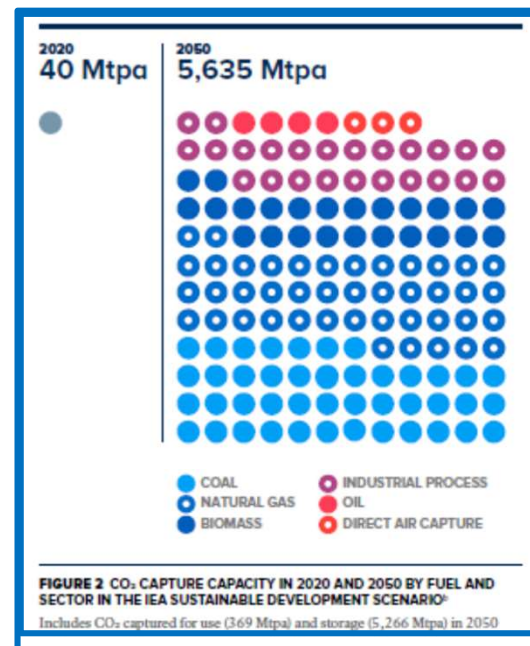 2020
40 Mtpa
2050
5,635 Mtpa
COAL
NATURAL GAS
BIOMASS
INDUSTRIAL PROCESS
OIL
DIRECT AIR CAPTURE
FIGURE 2 CO₂ CAPTURE CAPACITY IN 2020 AND 2050 BY FUEL AND
SECTOR IN THE IEA SUSTAINABLE DEVELOPMENT SCENARIOᵇ
Includes CO₂ captured for use (369 Mtpa) and storage (5,266 Mtpa) in 2050